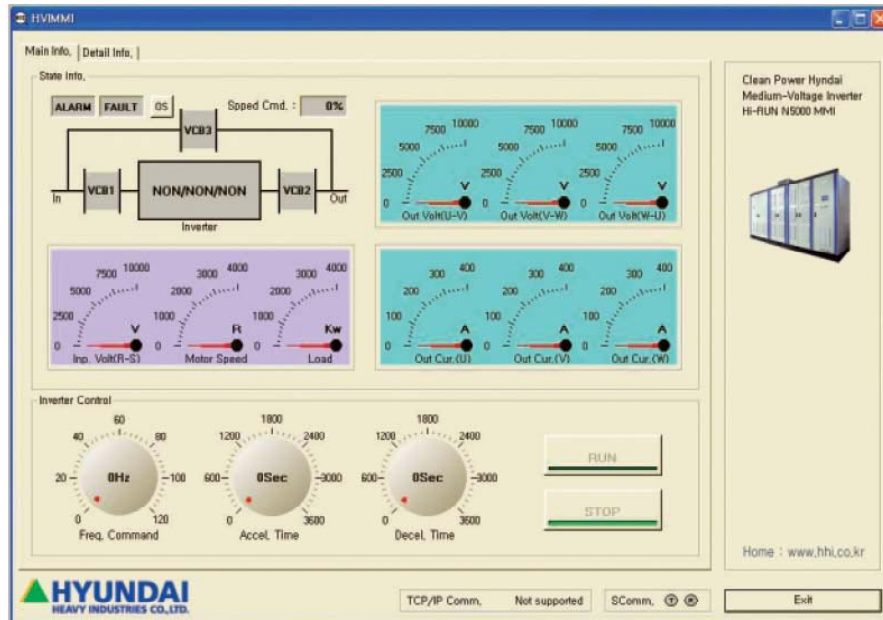 HVIMMI
Main Info.
Detail Info.
State Info.
ALARM
FAULT
OS
Spped Cmd. :
0%
VCB3
VCB1
NON/NON/NON
VCB2
In
Out
Inverter
0 2500 5000 7500 10000
V
Out Volt(U-V)
0 2500 5000 7500 10000
V
Out Volt(V-W)
0 2500 5000 7500 10000
V
Out Volt(W-U)
0 2500 5000 7500 10000
V
Inp. Volt(R-S)
0 1000 2000 3000 4000
R
Motor Speed
0 1000 2000 3000 4000
Kw
Load
0 100 200 300 400
A
Out Cur.(U)
0 100 200 300 400
A
Out Cur.(V)
0 100 200 300 400
A
Out Cur.(W)
Inverter Control
0 20 40 60 80 100 120
0Hz
Freq. Command
0 600 1200 1800 2400 3000 3600
0Sec
Accel. Time
0 600 1200 1800 2400 3000 3600
0Sec
Decel. Time
RUN
STOP
Clean Power Hyndai
Medium-Voltage Inverter
Hi-RUN N5000 MMI
Home : www.hhi.co.kr
HYUNDAI
HEAVY INDUSTRIES CO.,LTD.
TCP/IP Comm.
Not supported
SComm.
T
R
Exit